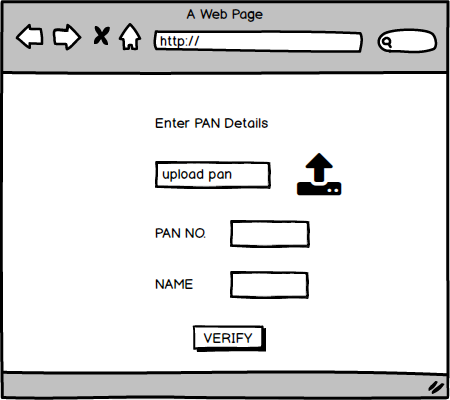 A Web Page
http://
Enter PAN Details
upload pan
PAN NO.
NAME
VERIFY